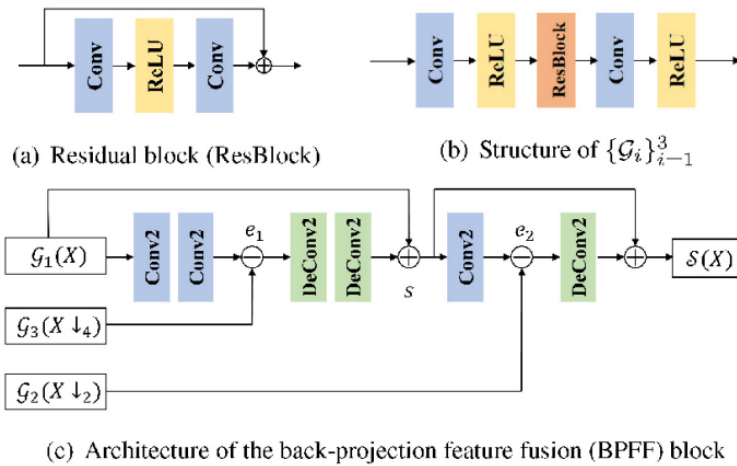 Conv
ReLU
Conv
(a) Residual block (ResBlock)
Conv
ReLU
ResBlock
Conv
ReLU
(b) Structure of {𝒢ᵢ}³ᵢ₋₁
𝒢₁(X)
Conv2
Conv2
e₁
DeConv2
DeConv2
s
Conv2
e₂
DeConv2
𝒮(X)
𝒢₃(X ↓₄)
𝒢₂(X ↓₂)
(c) Architecture of the back-projection feature fusion (BPFF) block